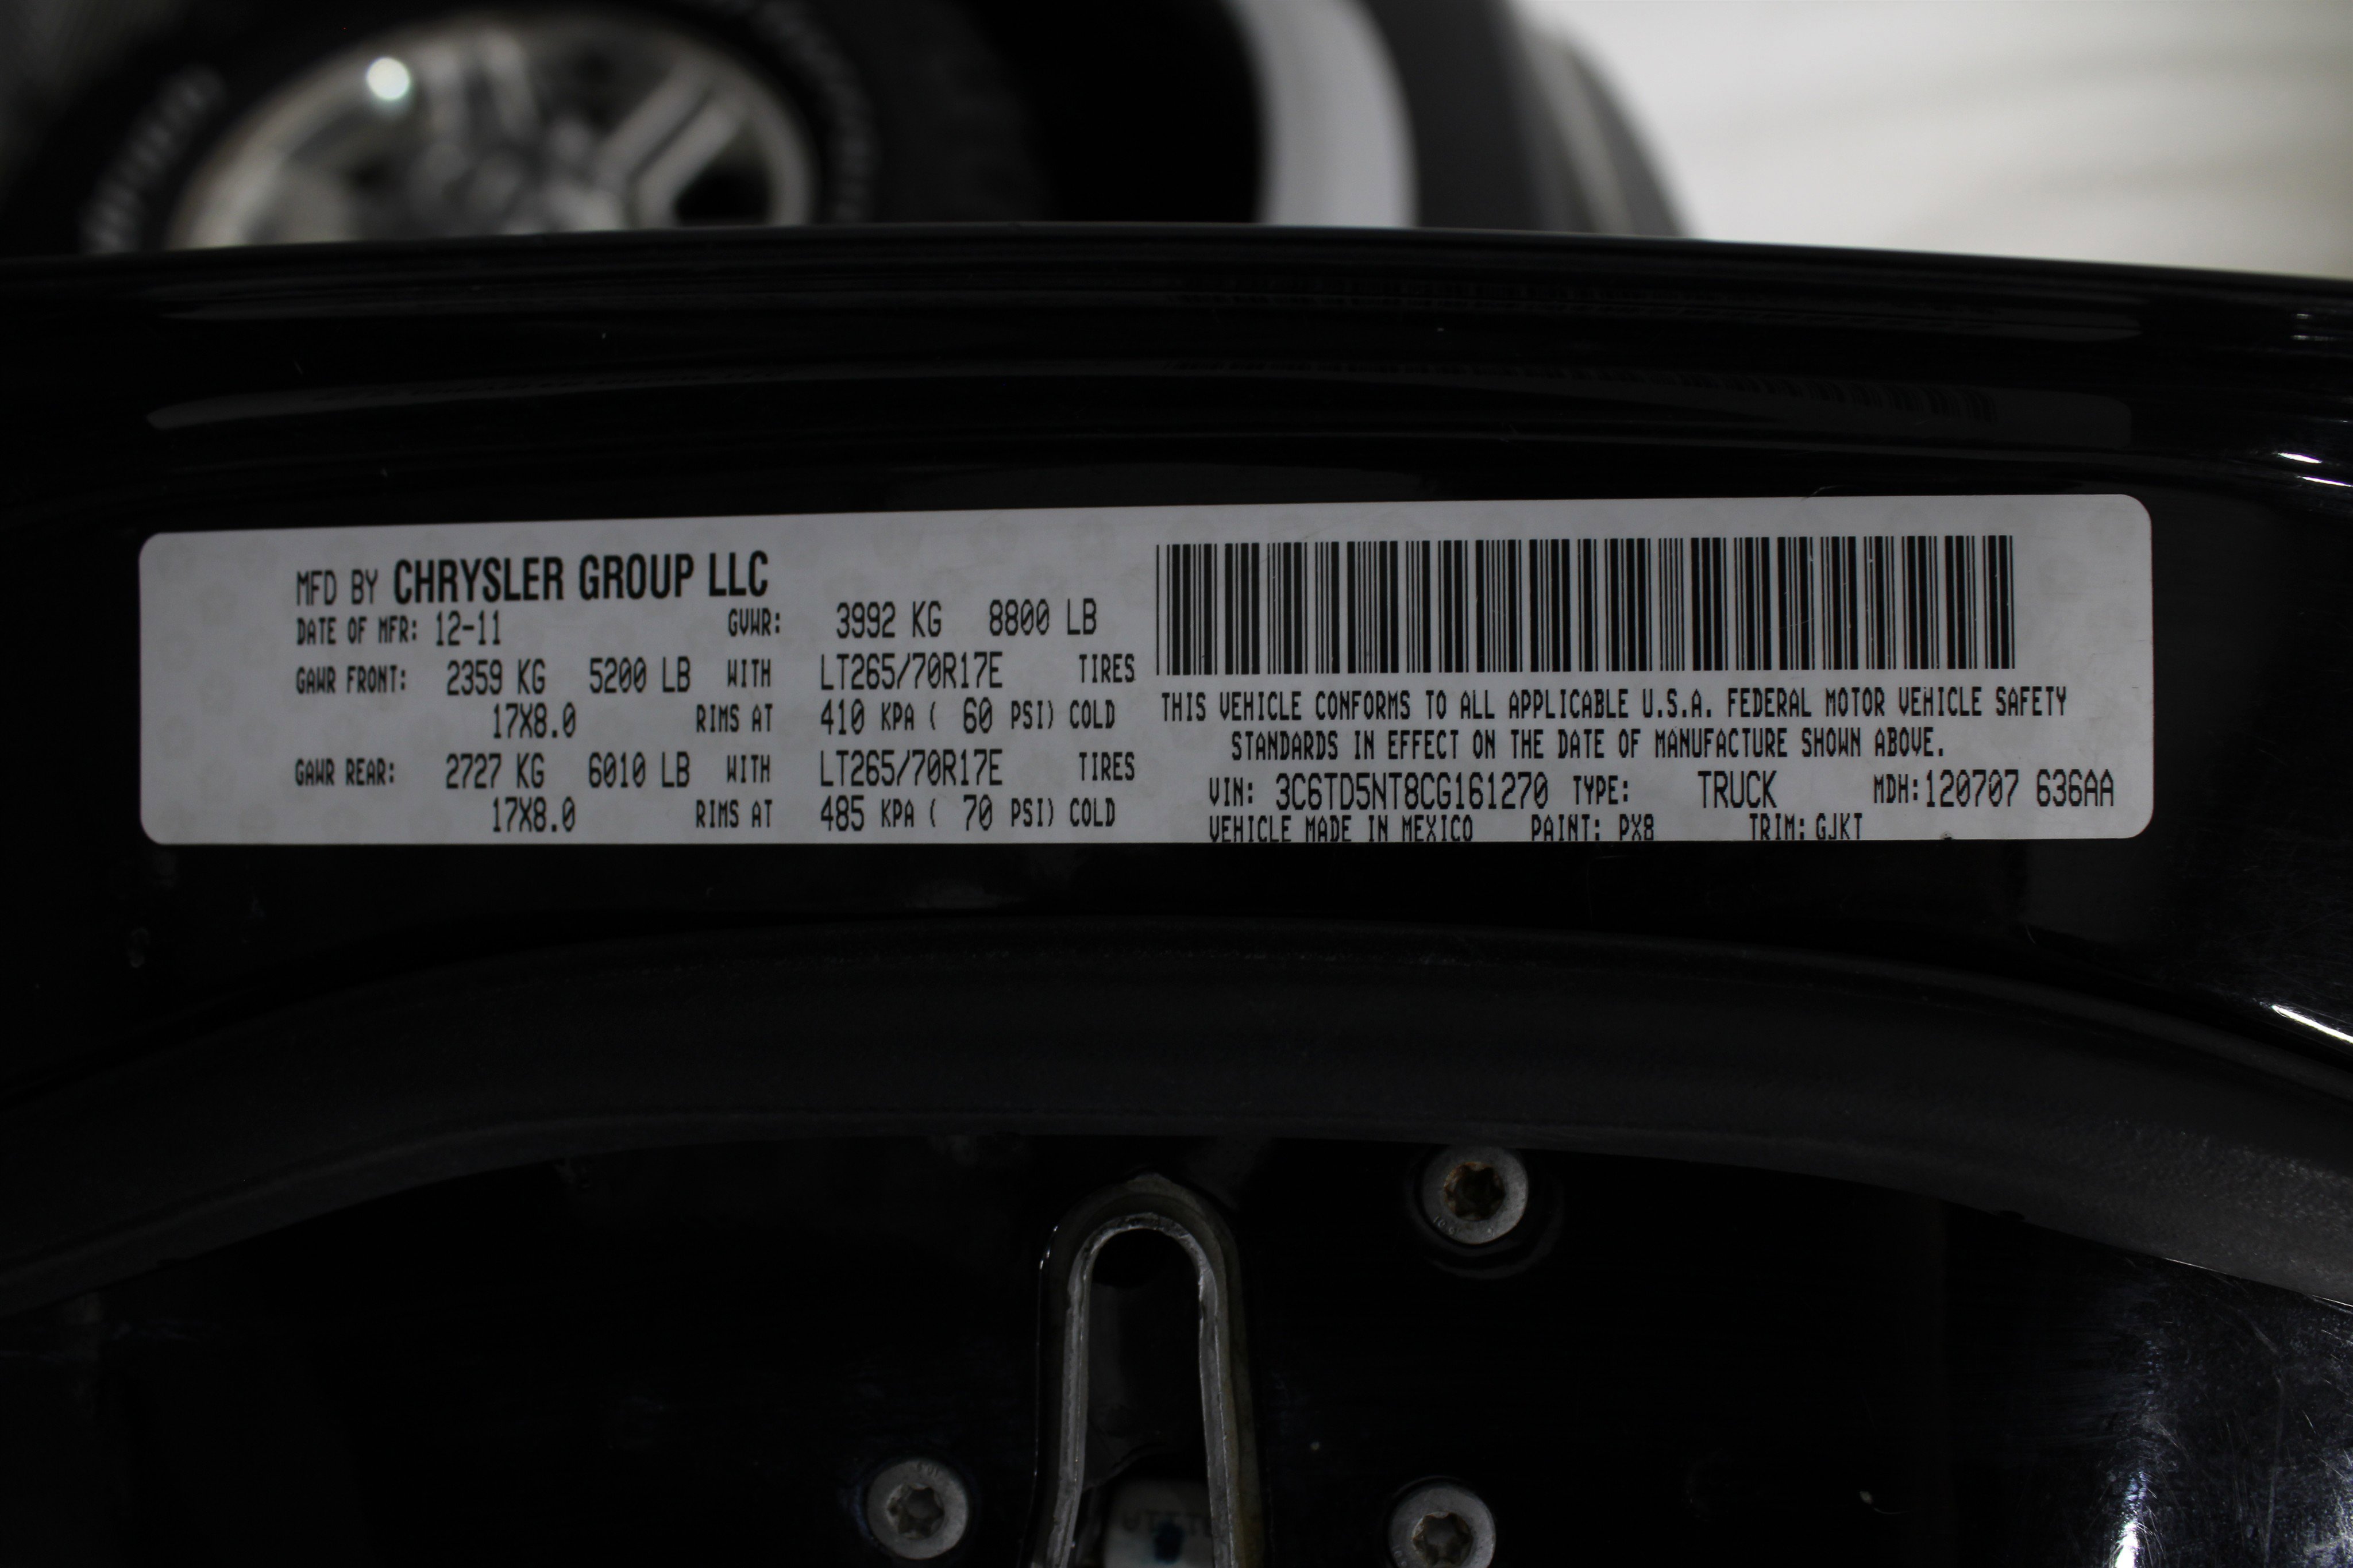 MFD BY CHRYSLER GROUP LLC
DATE OF MFR: 12-11 GVWR: 3992 KG 8800 LB
GAWR FRONT: 2359 KG 5200 LB WITH LT265/70R17E TIRES
17X8.0 RIMS AT 410 KPA ( 60 PSI) COLD
GAWR REAR: 2727 KG 6010 LB WITH LT265/70R17E TIRES
17X8.0 RIMS AT 485 KPA ( 70 PSI) COLD
THIS VEHICLE CONFORMS TO ALL APPLICABLE U.S.A. FEDERAL MOTOR VEHICLE SAFETY
STANDARDS IN EFFECT ON THE DATE OF MANUFACTURE SHOWN ABOVE.
VIN: 3C6TD5NT8CG161270 TYPE: TRUCK MDH:120707 636AA
VEHICLE MADE IN MEXICO PAINT: PX8 TRIM: GJKT